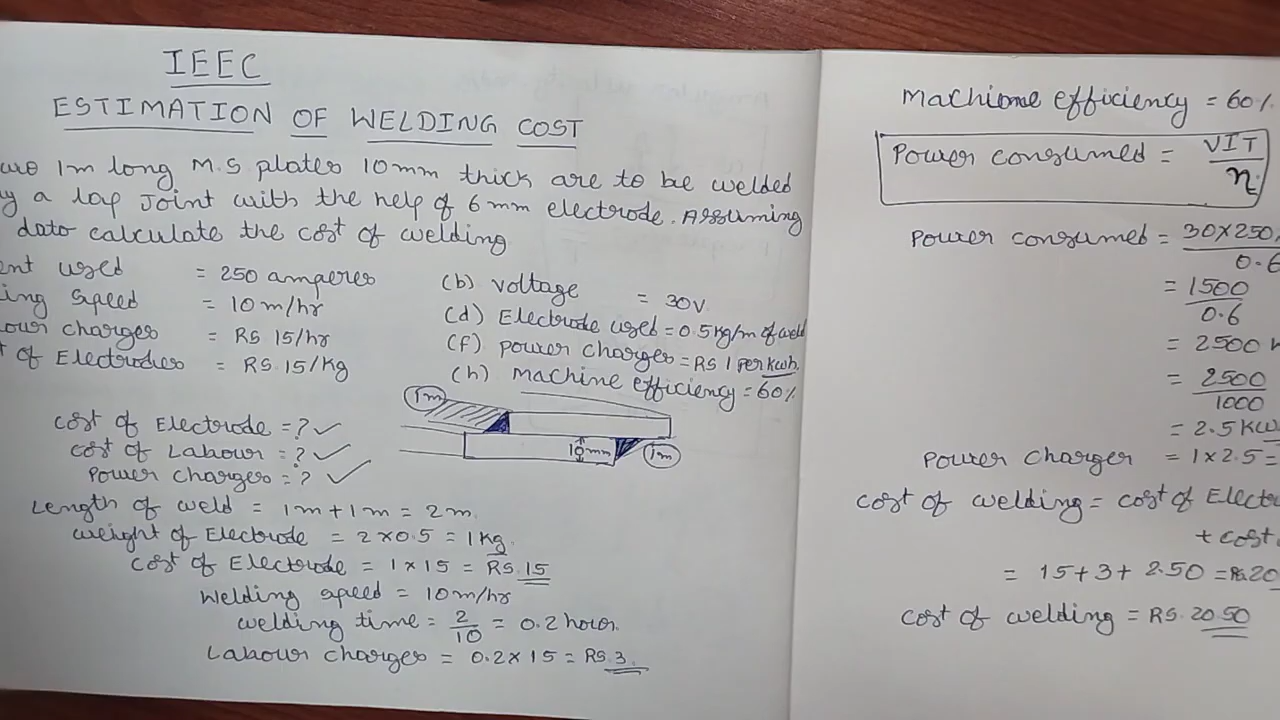 IEEC
ESTIMATION OF WELDING COST
1m long M.S plates 10mm thick are to be welded
a lap Joint with the help of 6mm electrode. Assuming
data calculate the cost of welding
used = 250 amperes
(b) voltage = 30V
speed = 10 m/hr
(d) Electrode used = 0.5kg/m of weld
charges = Rs 15/hr
(f) power charges = Rs 1 per kwh
of Electrodes = Rs. 15/kg
(h) machine efficiency = 60%
1m
cost of Electrode = ? ✓
cost of Labour = ? ✓
Power charges = ? ✓
10mm
1m
Length of weld = 1m + 1m = 2m
weight of Electrode = 2×0.5 = 1 kg.
cost of Electrode = 1 × 15 = Rs. 15
Welding speed = 10 m/hr
welding time = 2/10 = 0.2 hour.
Labour charges = 0.2×15 = Rs 3
Machine efficiency = 60%
Power consumed = VIT/η
Power consumed = 30×250/0.6
= 1500/0.6
= 2500
= 2500/1000
= 2.5 KW
Power charger = 1×2.5 =
cost of welding = cost of
+ cost
= 15+3+ 2.50 = Rs.20
cost of welding = RS. 20.50